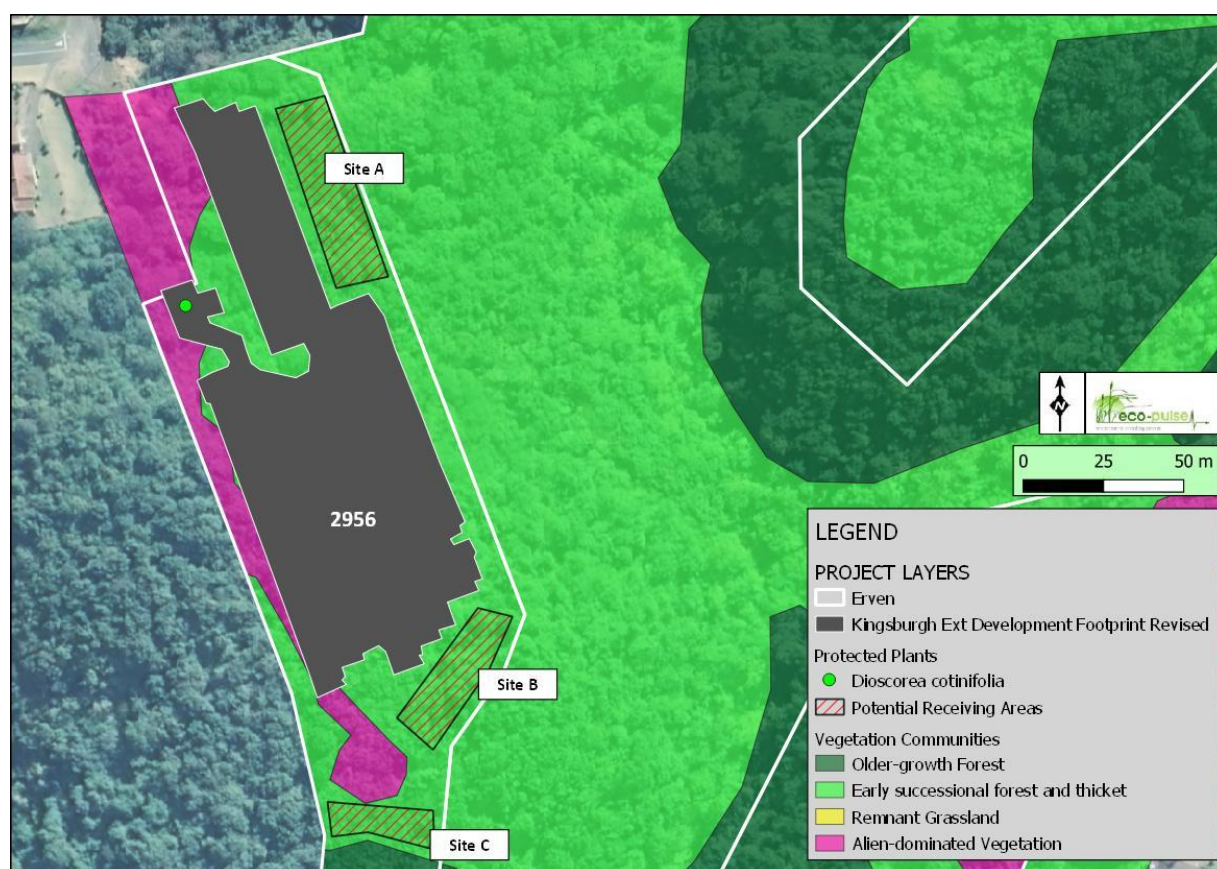 Site A
2956
Site B
Site C
N
eco-pulse
0 25 50 m
LEGEND
PROJECT LAYERS
Erven
Kingsburgh Ext Development Footprint Revised
Protected Plants
Dioscorea cotinifolia
Potential Receiving Areas
Vegetation Communities
Older-growth Forest
Early successional forest and thicket
Remnant Grassland
Alien-dominated Vegetation